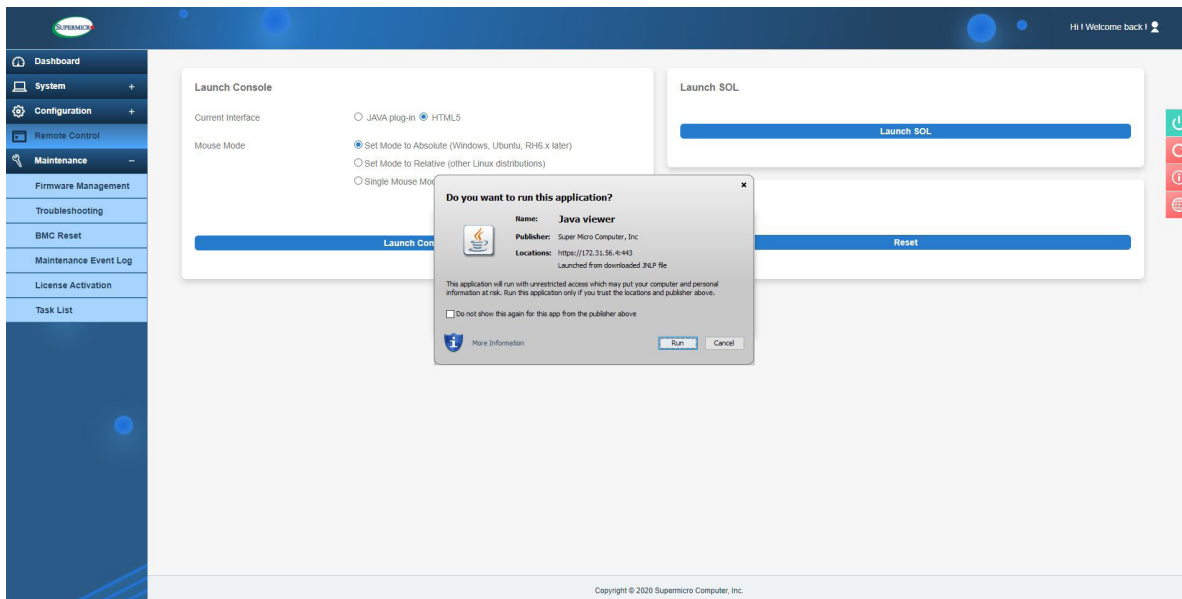 SUPERMICR
Hi ! Welcome back !
Dashboard
System +
Configuration +
Remote Control
Maintenance −
Firmware Management
Troubleshooting
BMC Reset
Maintenance Event Log
License Activation
Task List
Launch Console
Current Interface
JAVA plug-in HTML5
Mouse Mode
Set Mode to Absolute (Windows, Ubuntu, RH6.x later)
Set Mode to Relative (other Linux distributions)
Single Mouse Mo
Launch Con
Launch SOL
Launch SOL
Reset
Do you want to run this application?
Name: Java viewer
Publisher: Super Micro Computer, Inc
Locations: https://172.31.56.4:443
Launched from downloaded JNLP file
This application will run with unrestricted access which may put your computer and personal
information at risk. Run this application only if you trust the locations and publisher above.
Do not show this again for this app from the publisher above
More Information
Run
Cancel
Copyright © 2020 Supermicro Computer, Inc.